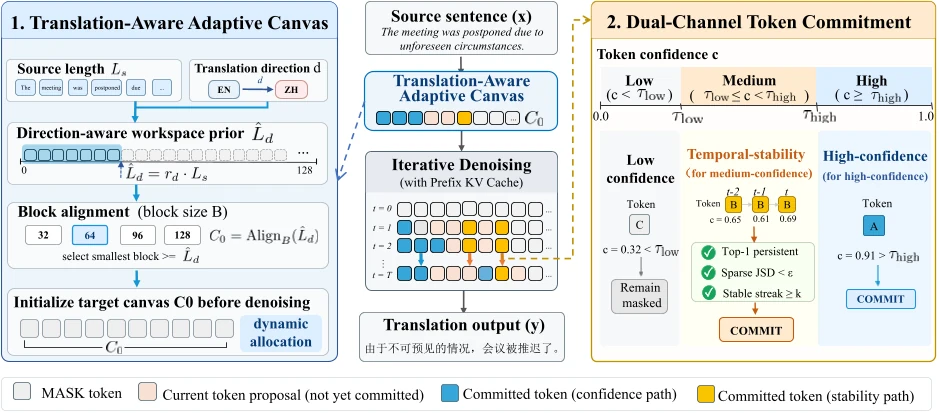 1. Translation-Aware Adaptive Canvas
Source length L_s
The meeting was postponed due ...
Translation direction d
EN d ZH
Direction-aware workspace prior L̂_d
...
0 128
L̂_d = r_d · L_s
Block alignment (block size B)
32 64 96 128 C_0 = Align_B(L̂_d)
select smallest block >= L̂_d
Initialize target canvas C0 before denoising
C_0
dynamic
allocation
Source sentence (x)
The meeting was postponed due to
unforeseen circumstances.
Translation-Aware
Adaptive Canvas
... C_0
Iterative Denoising
(with Prefix KV Cache)
t = 0 ...
t = 1 ...
t = 2 ...
⋮
t = T ...
Translation output (y)
由于不可预见的情况，会议被推迟了。
2. Dual-Channel Token Commitment
Token confidence c
Low Medium High
(c < τ_low) ( τ_low ≤ c < τ_high) ( c ≥ τ_high)
0.0 τ_low τ_high 1.0
Low
confidence
Token
C
c = 0.32 < τ_low
Remain
masked
Temporal-stability
(for medium-confidence)
t-2 t-1 t
Token B B B
c = 0.65 0.61 0.69
Top-1 persistent
Sparse JSD < ε
Stable streak ≥ k
COMMIT
High-confidence
(for high-confidence)
Token
A
c = 0.91 > τ_high
COMMIT
MASK token
Current token proposal (not yet committed)
Committed token (confidence path)
Committed token (stability path)